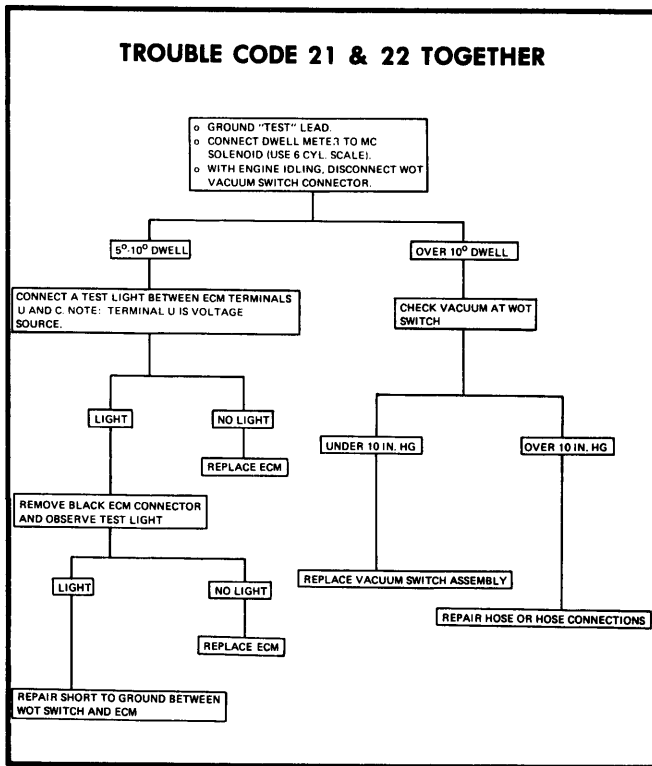 TROUBLE CODE 21 & 22 TOGETHER
o GROUND "TEST" LEAD.
o CONNECT DWELL METER TO MC
SOLENOID (USE 6 CYL. SCALE).
o WITH ENGINE IDLING, DISCONNECT WOT
VACUUM SWITCH CONNECTOR.
5°-10° DWELL
OVER 10° DWELL
CONNECT A TEST LIGHT BETWEEN ECM TERMINALS
U AND C. NOTE: TERMINAL U IS VOLTAGE
SOURCE.
CHECK VACUUM AT WOT
SWITCH
LIGHT
NO LIGHT
REPLACE ECM
UNDER 10 IN. HG
OVER 10 IN. HG
REMOVE BLACK ECM CONNECTOR
AND OBSERVE TEST LIGHT
LIGHT
NO LIGHT
REPLACE ECM
REPLACE VACUUM SWITCH ASSEMBLY
REPAIR HOSE OR HOSE CONNECTIONS
REPAIR SHORT TO GROUND BETWEEN
WOT SWITCH AND ECM